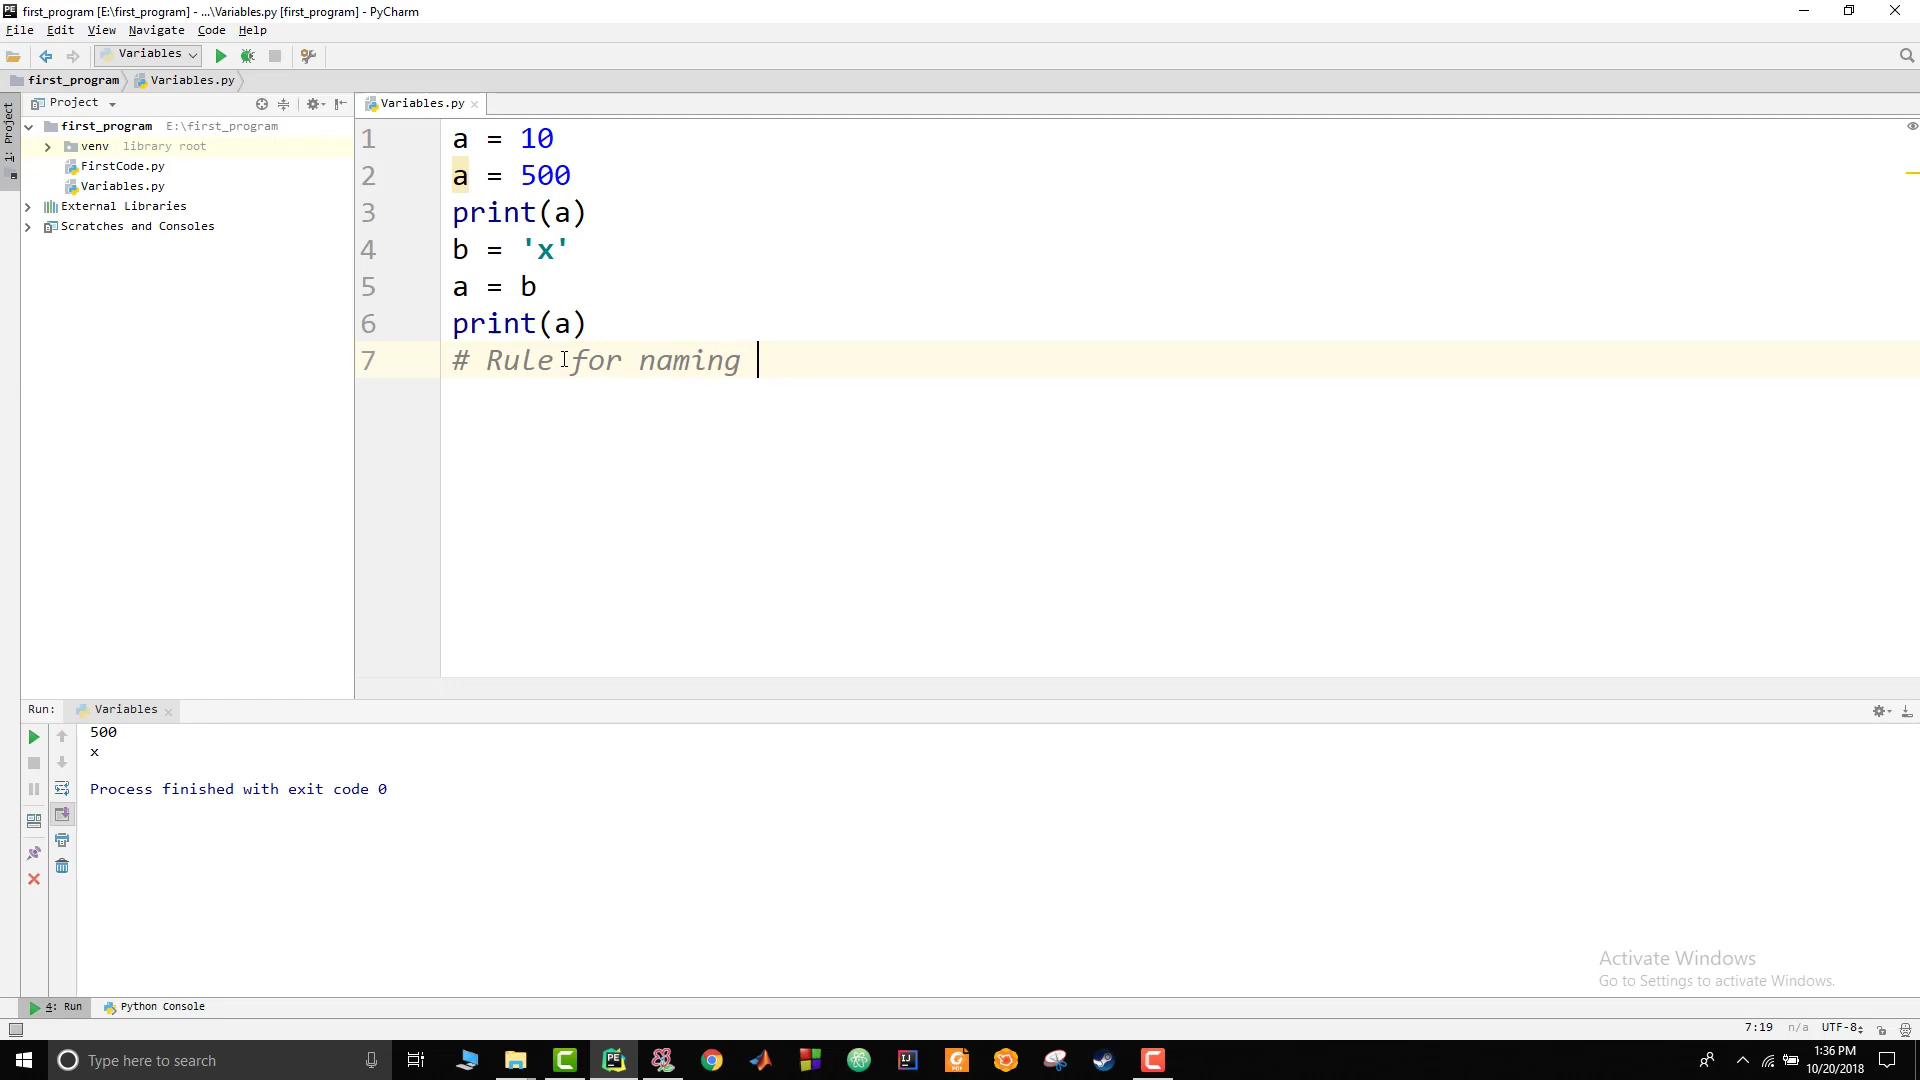 first_program [E:\first_program] - ...\Variables.py [first_program] - PyCharm
File Edit View Navigate Code Help
Variables
first_program Variables.py
1: Project
Project
Variables.py
first_program E:\first_program
venv library root
FirstCode.py
Variables.py
External Libraries
Scratches and Consoles
1 a = 10
2 a = 500
3 print(a)
4 b = 'x'
5 a = b
6 print(a)
7 # Rule for naming
Run: Variables
500
x
Process finished with exit code 0
Activate Windows
Go to Settings to activate Windows.
4: Run Python Console
7:19 n/a UTF-8
Type here to search
1:36 PM
10/20/2018